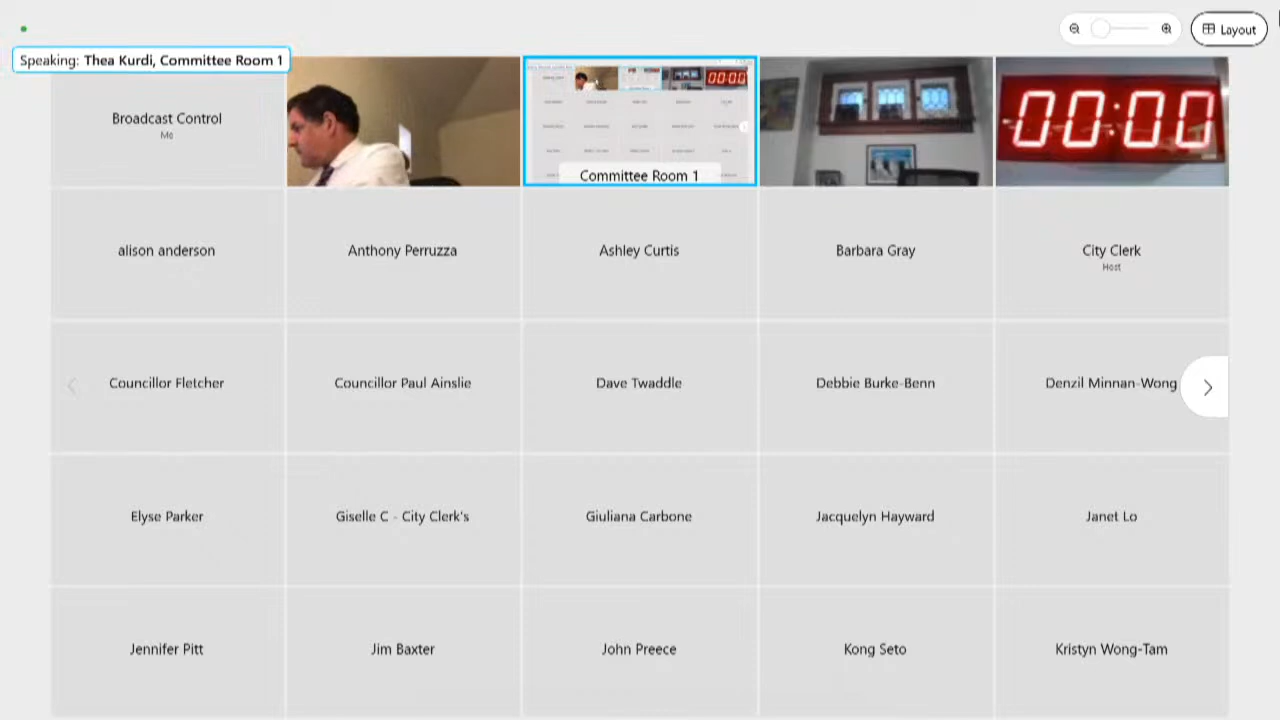 Layout
Speaking: Thea Kurdi, Committee Room 1
Broadcast Control
Me
00:00
Committee Room 1
00:00
alison anderson
Anthony Perruzza
Ashley Curtis
Barbara Gray
City Clerk
Host
Councillor Fletcher
Councillor Paul Ainslie
Dave Twaddle
Debbie Burke-Benn
Denzil Minnan-Wong
Elyse Parker
Giselle C - City Clerk's
Giuliana Carbone
Jacquelyn Hayward
Janet Lo
Jennifer Pitt
Jim Baxter
John Preece
Kong Seto
Kristyn Wong-Tam